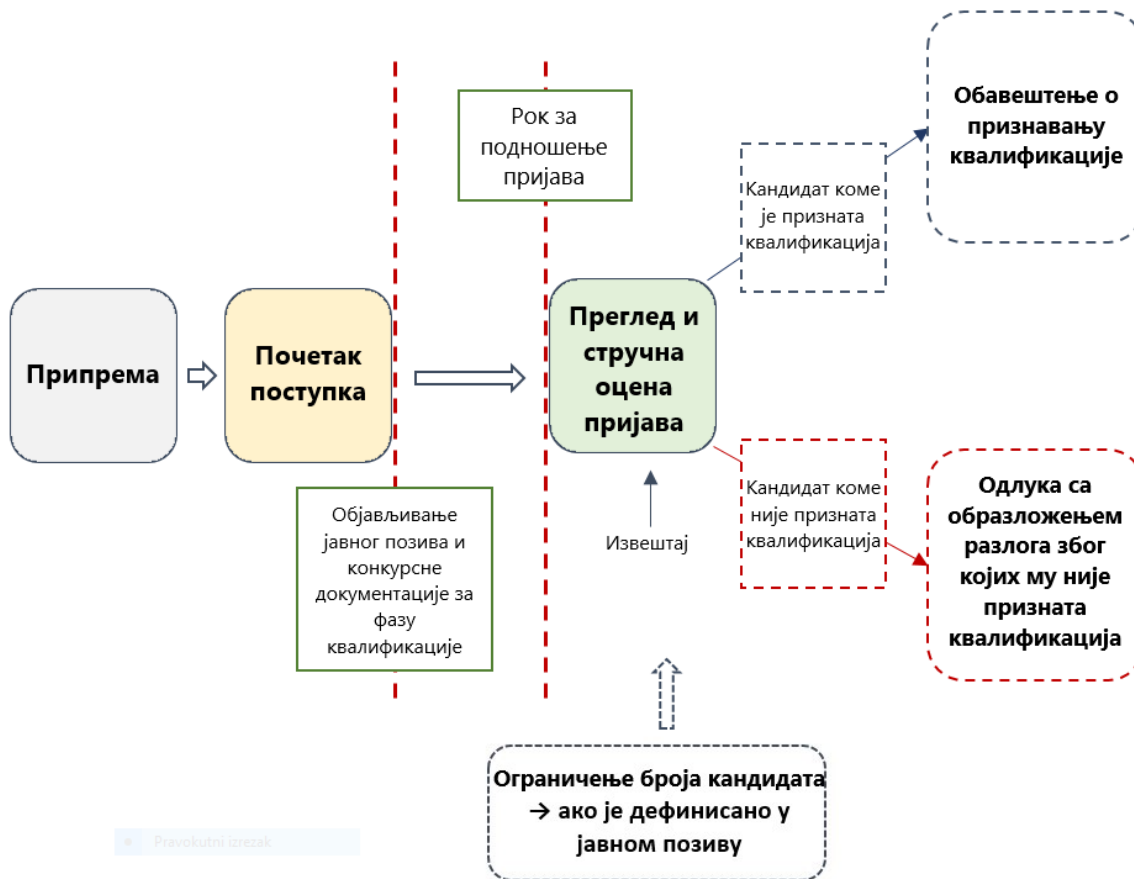 Рок за
подношење
пријава
Обавештење о
признавању
квалификације
Кандидат коме
је призната
квалификација
Припрема
Почетак
поступка
Преглед и
стручна
оцена
пријава
Објављивање
јавног позива и
конкурсне
документације за
фазу
квалификације
Извештај
Кандидат коме
није призната
квалификација
Одлука са
образложењем
разлога због
којих му није
призната
квалификација
Ограничење броја кандидата
→ ако је дефинисано у
јавном позиву
Pravokutni izrezak